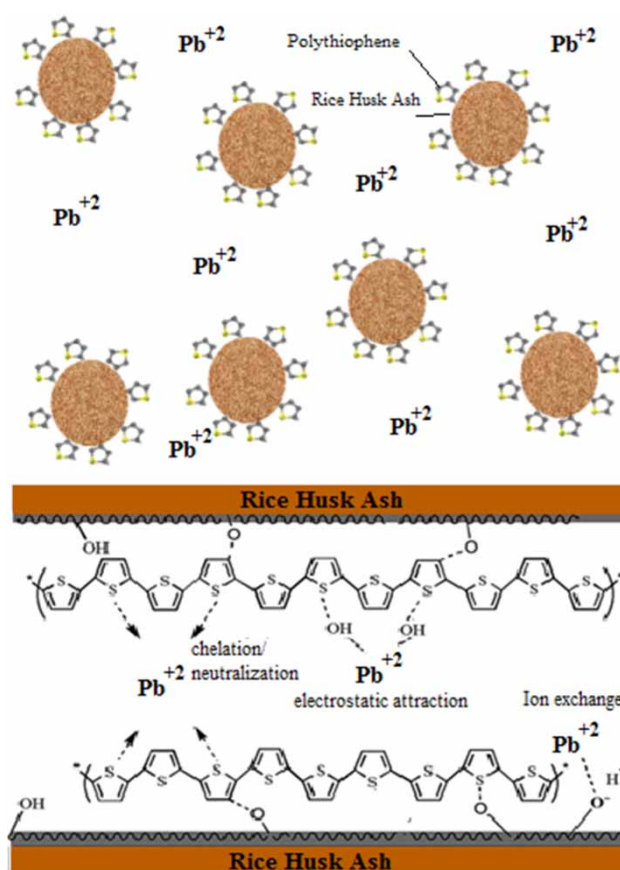 Pb+2
Pb+2
Polythiophene
Rice Husk Ash
Pb+2
Pb+2
Pb+2
Pb+2
Pb+2
Pb+2
Rice Husk Ash
OH
O
O
* ( S S S S S S S S S ) *
OH
OH
chelation/
neutralization
Pb+2
Pb+2
electrostatic attraction
Ion exchange
Pb+2
* ( S S S S S S S ) *
H
OH
O
O
O-
Rice Husk Ash